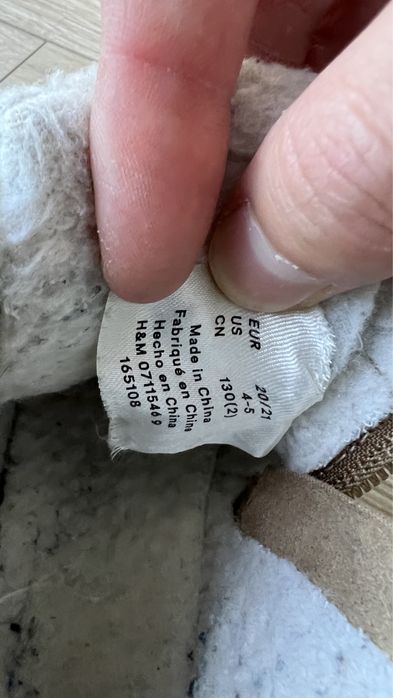 EUR 20/21
US 4-5
CN 130(2)
Made in China
Fabriqué en China
Hecho en China
H&M 07115469
165108